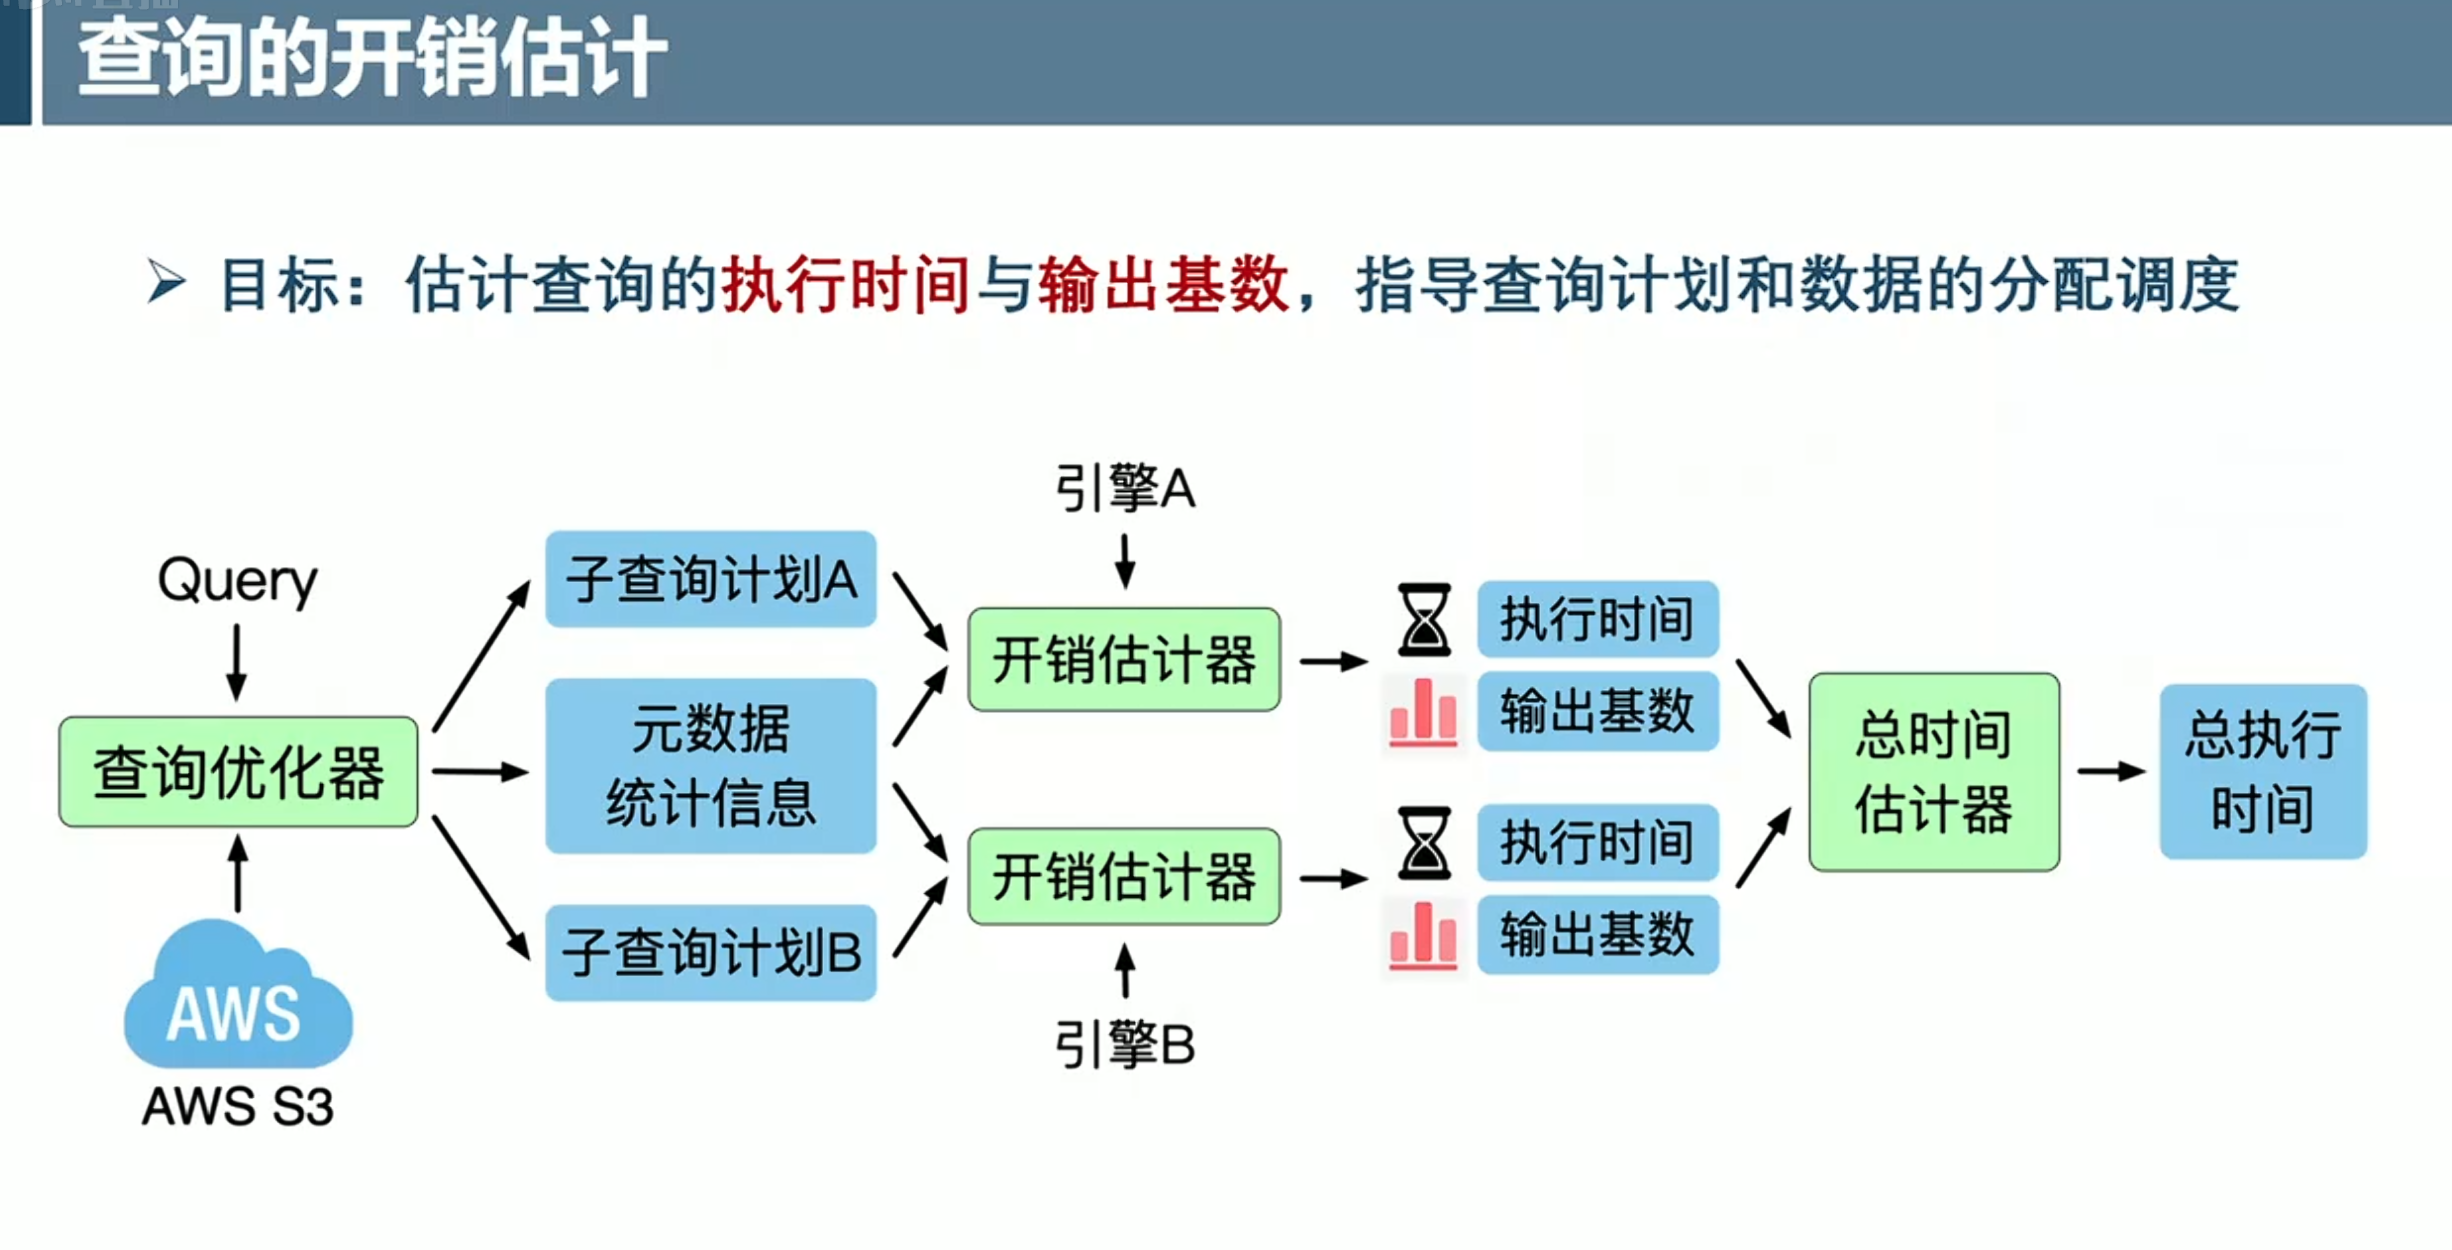 查询的开销估计
目标：估计查询的执行时间与输出基数，指导查询计划和数据的分配调度
Query
查询优化器
AWS
AWS S3
子查询计划A
元数据
统计信息
子查询计划B
引擎A
开销估计器
开销估计器
引擎B
执行时间
输出基数
执行时间
输出基数
总时间
估计器
总执行
时间